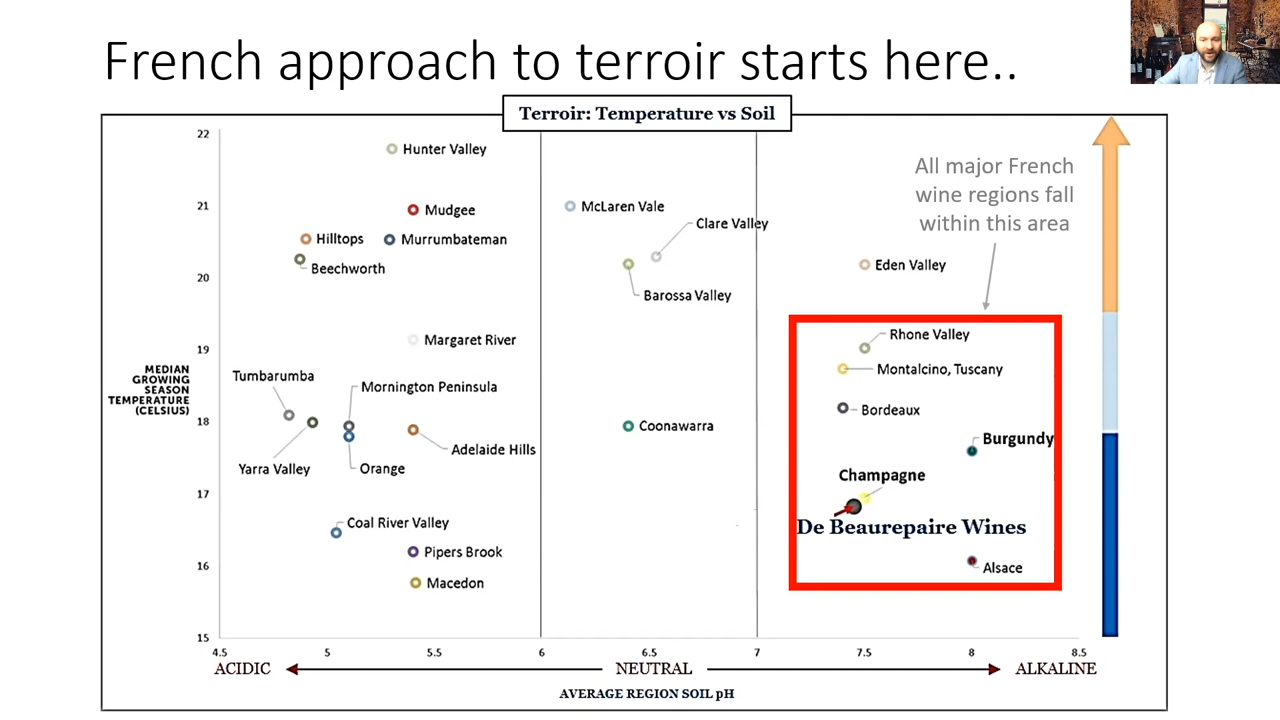 French approach to terroir starts here..
Terroir: Temperature vs Soil
22
21
20
19
18
17
16
15
MEDIAN
GROWING
SEASON
TEMPERATURE
(CELSIUS)
Hunter Valley
Mudgee
Hilltops
Murrumbateman
Beechworth
Margaret River
Tumbarumba
Mornington Peninsula
Yarra Valley
Orange
Adelaide Hills
Coal River Valley
Pipers Brook
Macedon
McLaren Vale
Clare Valley
Barossa Valley
Coonawarra
All major French
wine regions fall
within this area
Eden Valley
Rhone Valley
Montalcino, Tuscany
Bordeaux
Burgundy
Champagne
De Beaurepaire Wines
Alsace
4.5
5
5.5
6
6.5
7
7.5
8
8.5
ACIDIC
NEUTRAL
ALKALINE
AVERAGE REGION SOIL pH